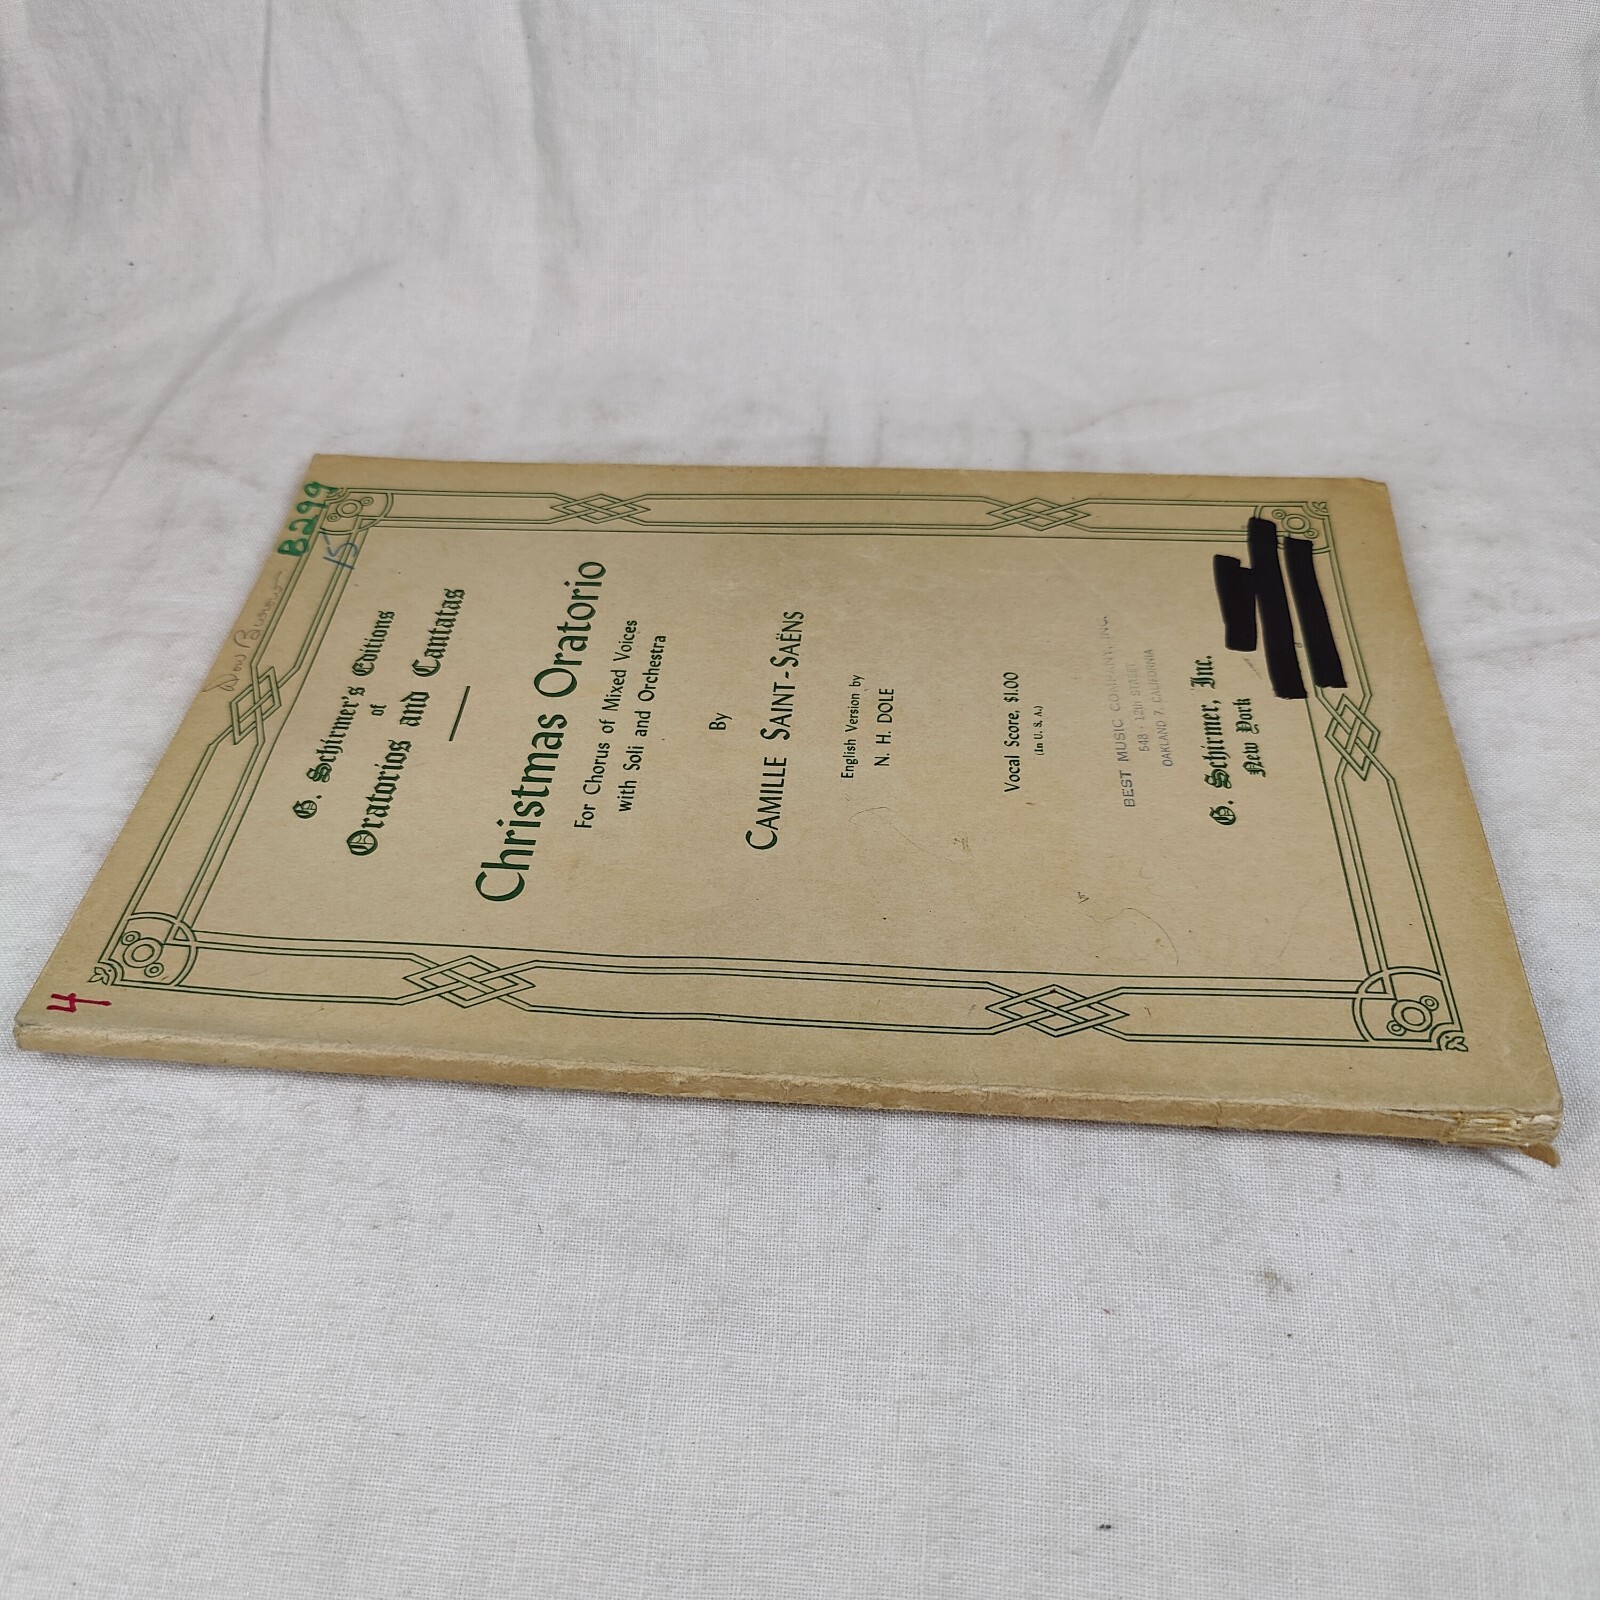 B299
15
4
G. Schirmer's Editions
of
Oratorios and Cantatas
Christmas Oratorio
For Chorus of Mixed Voices
with Soli and Orchestra
By
CAMILLE SAINT-SAËNS
English Version by
N. H. DOLE
Vocal Score, $1.00
(In U. S. A.)
BEST MUSIC COMPANY, INC.
548 - 12th STREET
OAKLAND 7, CALIFORNIA
G. Schirmer, Inc.
New York